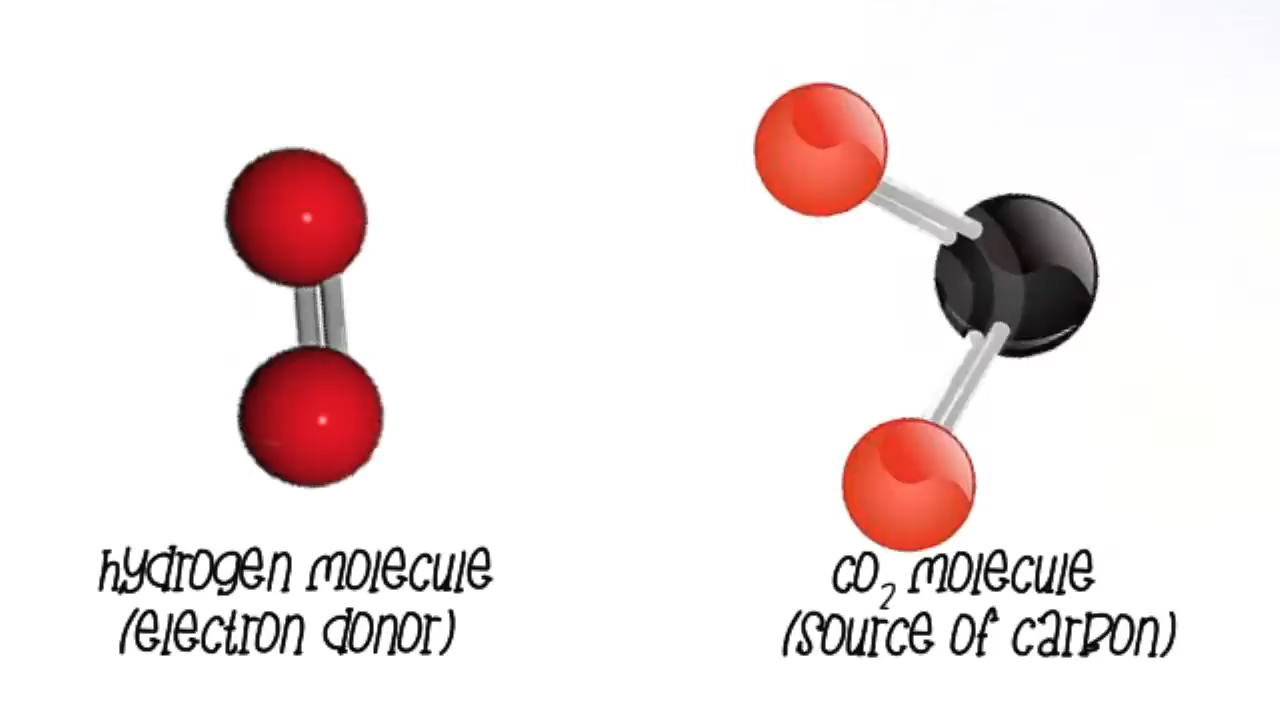 hydrogen molecule
(electron donor)
CO₂ molecule
(source of carbon)